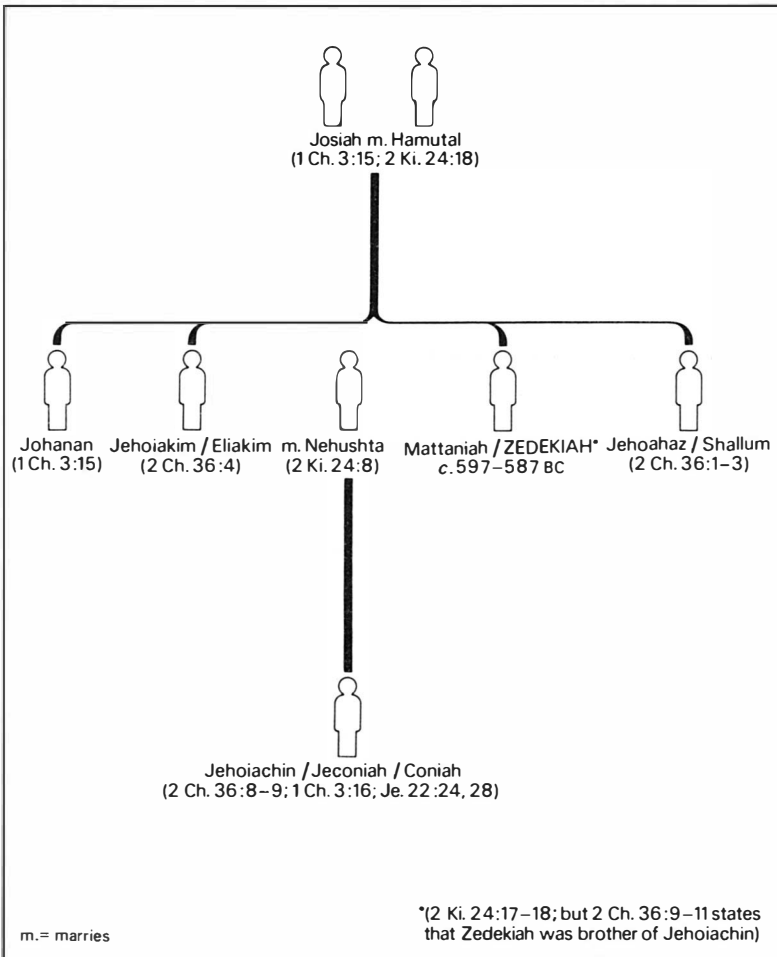 Josiah m. Hamutal
(1 Ch. 3:15; 2 Ki. 24:18)
Johanan
(1 Ch. 3:15)
Jehoiakim / Eliakim
(2 Ch. 36:4)
m. Nehushta
(2 Ki. 24:8)
Mattaniah / ZEDEKIAH*
c.597–587 BC
Jehoahaz / Shallum
(2 Ch. 36:1–3)
Jehoiachin / Jeconiah / Coniah
(2 Ch. 36:8–9; 1 Ch. 3:16; Je. 22:24, 28)
m.= marries
*(2 Ki. 24:17–18; but 2 Ch. 36:9–11 states
that Zedekiah was brother of Jehoiachin)